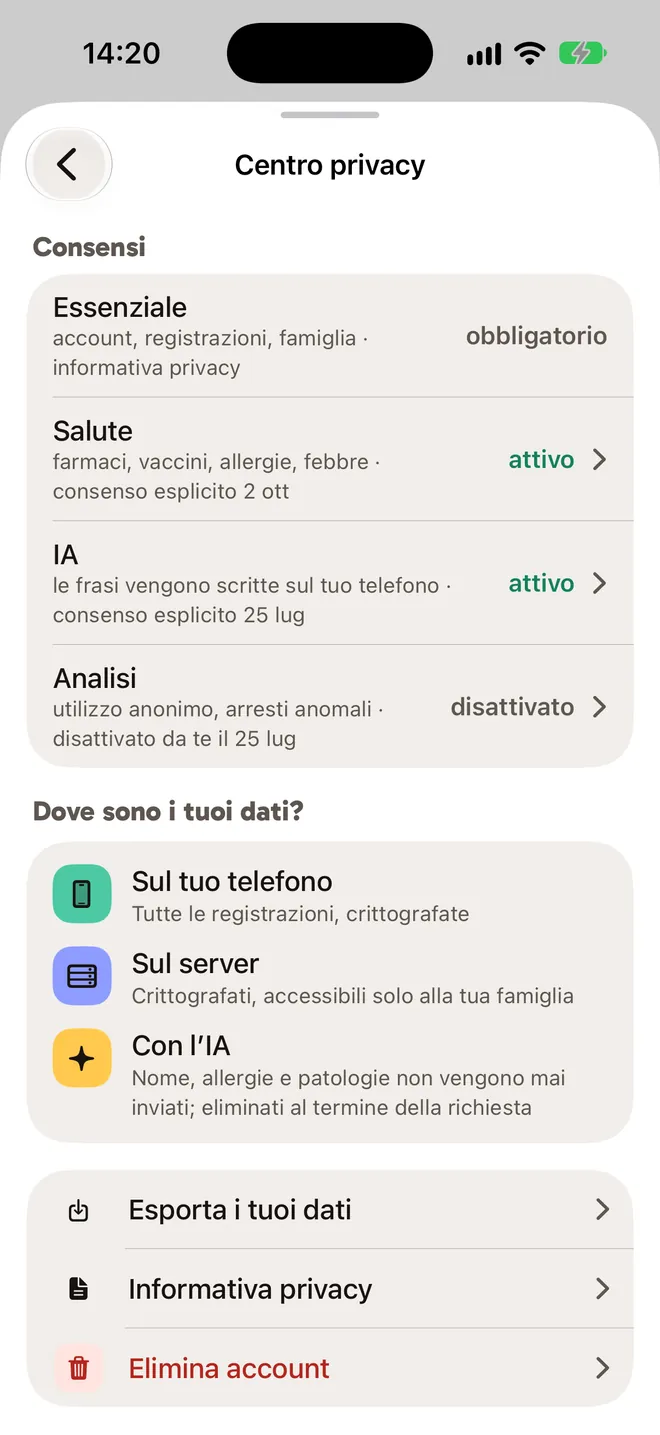 14:20
Centro privacy
Consensi
Essenziale
account, registrazioni, famiglia ·
informativa privacy
obbligatorio
Salute
farmaci, vaccini, allergie, febbre ·
consenso esplicito 2 ott
attivo
IA
le frasi vengono scritte sul tuo telefono ·
consenso esplicito 25 lug
attivo
Analisi
utilizzo anonimo, arresti anomali ·
disattivato da te il 25 lug
disattivato
Dove sono i tuoi dati?
Sul tuo telefono
Tutte le registrazioni, crittografate
Sul server
Crittografati, accessibili solo alla tua famiglia
Con l’IA
Nome, allergie e patologie non vengono mai
inviati; eliminati al termine della richiesta
Esporta i tuoi dati
Informativa privacy
Elimina account